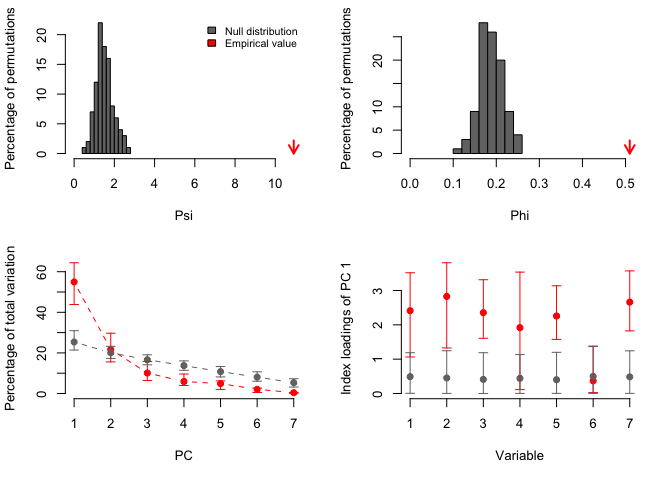 Percentage of permutations
20
15
10
5
0
Null distribution
Empirical value
0 2 4 6 8 10
Psi
Percentage of permutations
20
10
5
0
0.0 0.1 0.2 0.3 0.4 0.5
Phi
Percentage of total variation
60
40
20
0
1 2 3 4 5 6 7
PC
Index loadings of PC 1
3
2
1
0
1 2 3 4 5 6 7
Variable